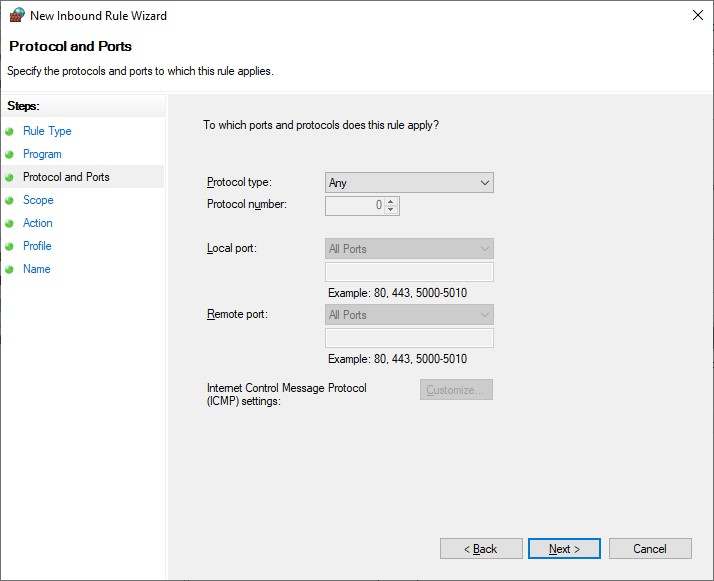 New Inbound Rule Wizard
Protocol and Ports
Specify the protocols and ports to which this rule applies.
Steps:
Rule Type
Program
Protocol and Ports
Scope
Action
Profile
Name
To which ports and protocols does this rule apply?
Protocol type: Any
Protocol number: 0
Local port: All Ports
Example: 80, 443, 5000-5010
Remote port: All Ports
Example: 80, 443, 5000-5010
Internet Control Message Protocol
(ICMP) settings:
Customize...
< Back Next > Cancel